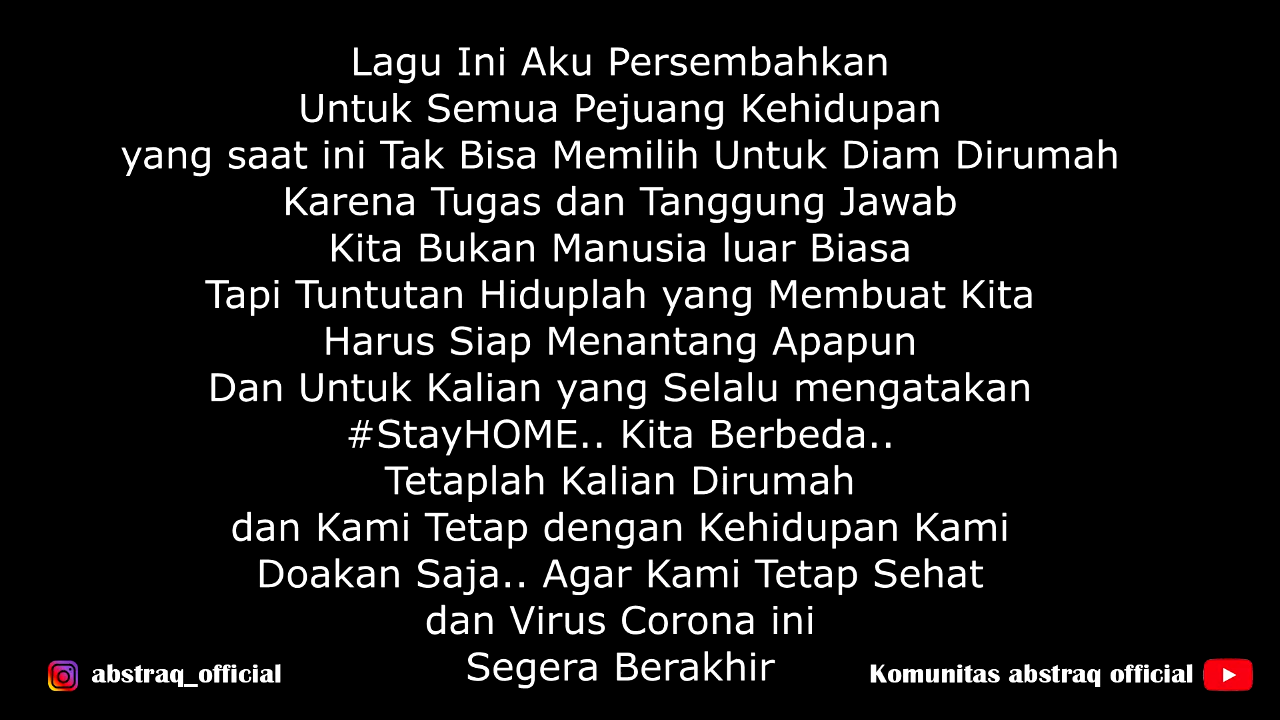 Lagu Ini Aku Persembahkan
Untuk Semua Pejuang Kehidupan
yang saat ini Tak Bisa Memilih Untuk Diam Dirumah
Karena Tugas dan Tanggung Jawab
Kita Bukan Manusia luar Biasa
Tapi Tuntutan Hiduplah yang Membuat Kita
Harus Siap Menantang Apapun
Dan Untuk Kalian yang Selalu mengatakan
#StayHOME.. Kita Berbeda..
Tetaplah Kalian Dirumah
dan Kami Tetap dengan Kehidupan Kami
Doakan Saja.. Agar Kami Tetap Sehat
dan Virus Corona ini
Segera Berakhir
abstraq_official
Komunitas abstraq official